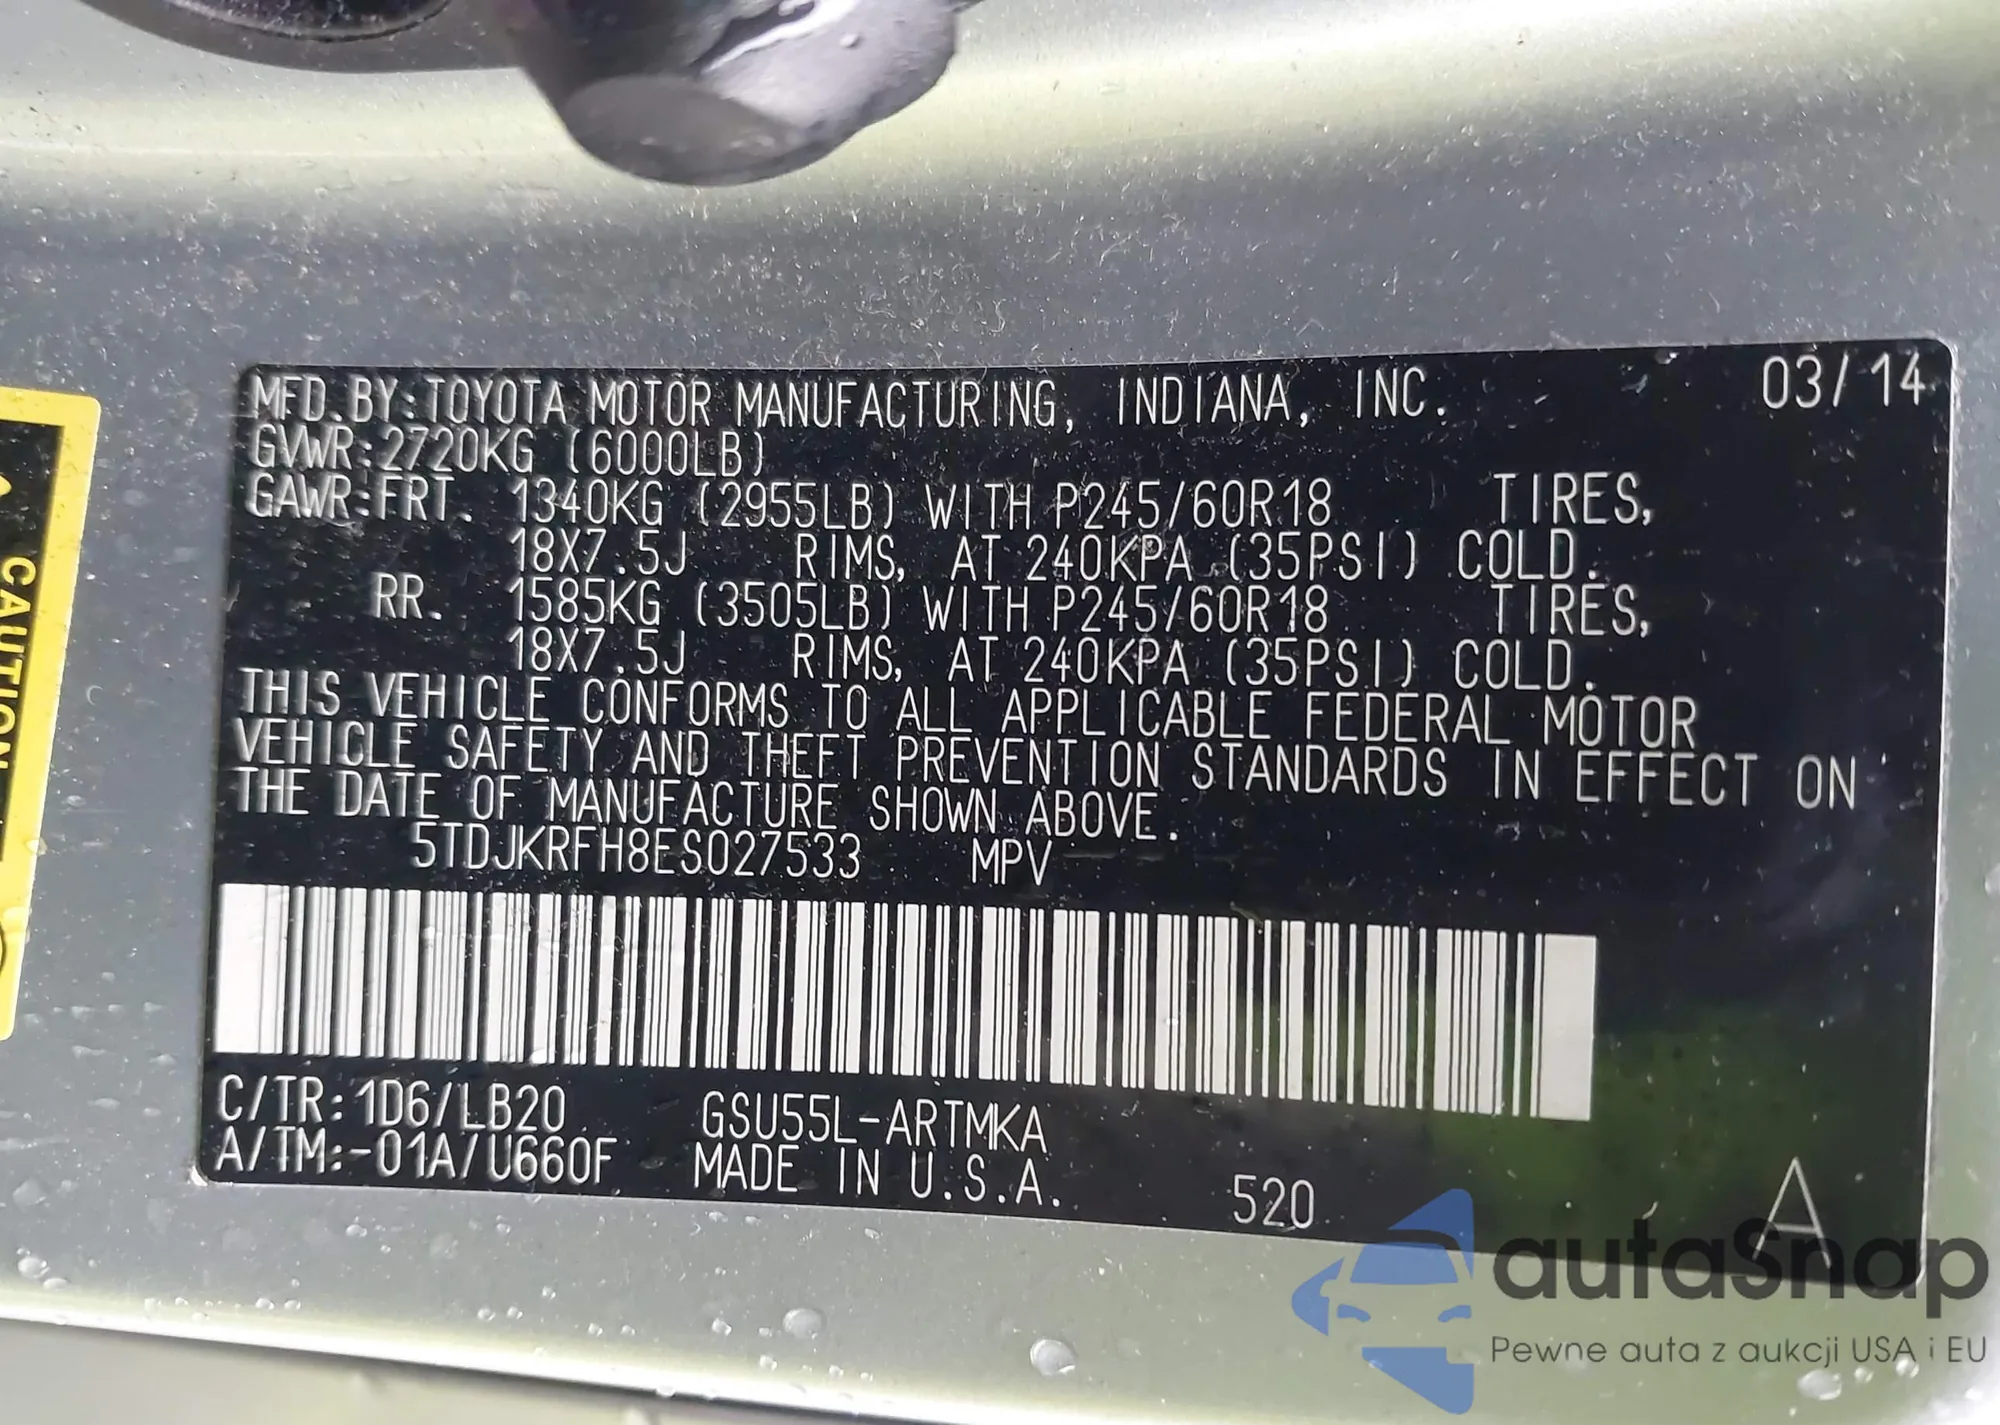 MFD.BY:TOYOTA MOTOR MANUFACTURING, INDIANA, INC. 03/14
GVWR:2720KG (6000LB)
GAWR:FRT. 1340KG (2955LB) WITH P245/60R18 TIRES,
18X7.5J RIMS, AT 240KPA (35PSI) COLD.
RR. 1585KG (3505LB) WITH P245/60R18 TIRES,
18X7.5J RIMS, AT 240KPA (35PSI) COLD.
THIS VEHICLE CONFORMS TO ALL APPLICABLE FEDERAL MOTOR
VEHICLE SAFETY AND THEFT PREVENTION STANDARDS IN EFFECT ON
THE DATE OF MANUFACTURE SHOWN ABOVE.
5TDJKRFH8ES027533 MPV
C/TR:1D6/LB20 GSU55L-ARTMKA
A/TM:-01A/U660F MADE IN U.S.A. 520 A
CAUTION
autaSnap
Pewne auta z aukcji USA i EU